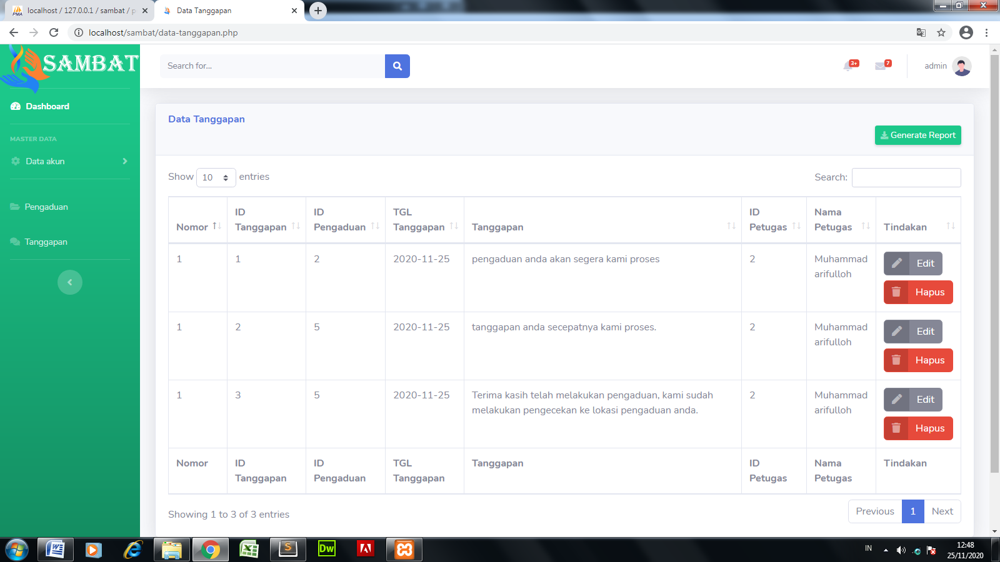 localhost / 127.0.0.1 / sambat / p
Data Tanggapan
localhost/sambat/data-tanggapan.php
SAMBAT
Search for...
3+
7
admin
Dashboard
MASTER DATA
Data akun
Pengaduan
Tanggapan
Data Tanggapan
Generate Report
Show 10 entries
Search:
Nomor
ID Tanggapan
ID Pengaduan
TGL Tanggapan
Tanggapan
ID Petugas
Nama Petugas
Tindakan
1 1 2 2020-11-25 pengaduan anda akan segera kami proses 2 Muhammad arifulloh
Edit
Hapus
1 2 5 2020-11-25 tanggapan anda secepatnya kami proses. 2 Muhammad arifulloh
Edit
Hapus
1 3 5 2020-11-25 Terima kasih telah melakukan pengaduan, kami sudah melakukan pengecekan ke lokasi pengaduan anda. 2 Muhammad arifulloh
Edit
Hapus
Nomor
ID Tanggapan
ID Pengaduan
TGL Tanggapan
Tanggapan
ID Petugas
Nama Petugas
Tindakan
Showing 1 to 3 of 3 entries
Previous 1 Next
Dw
IN
12:48
25/11/2020